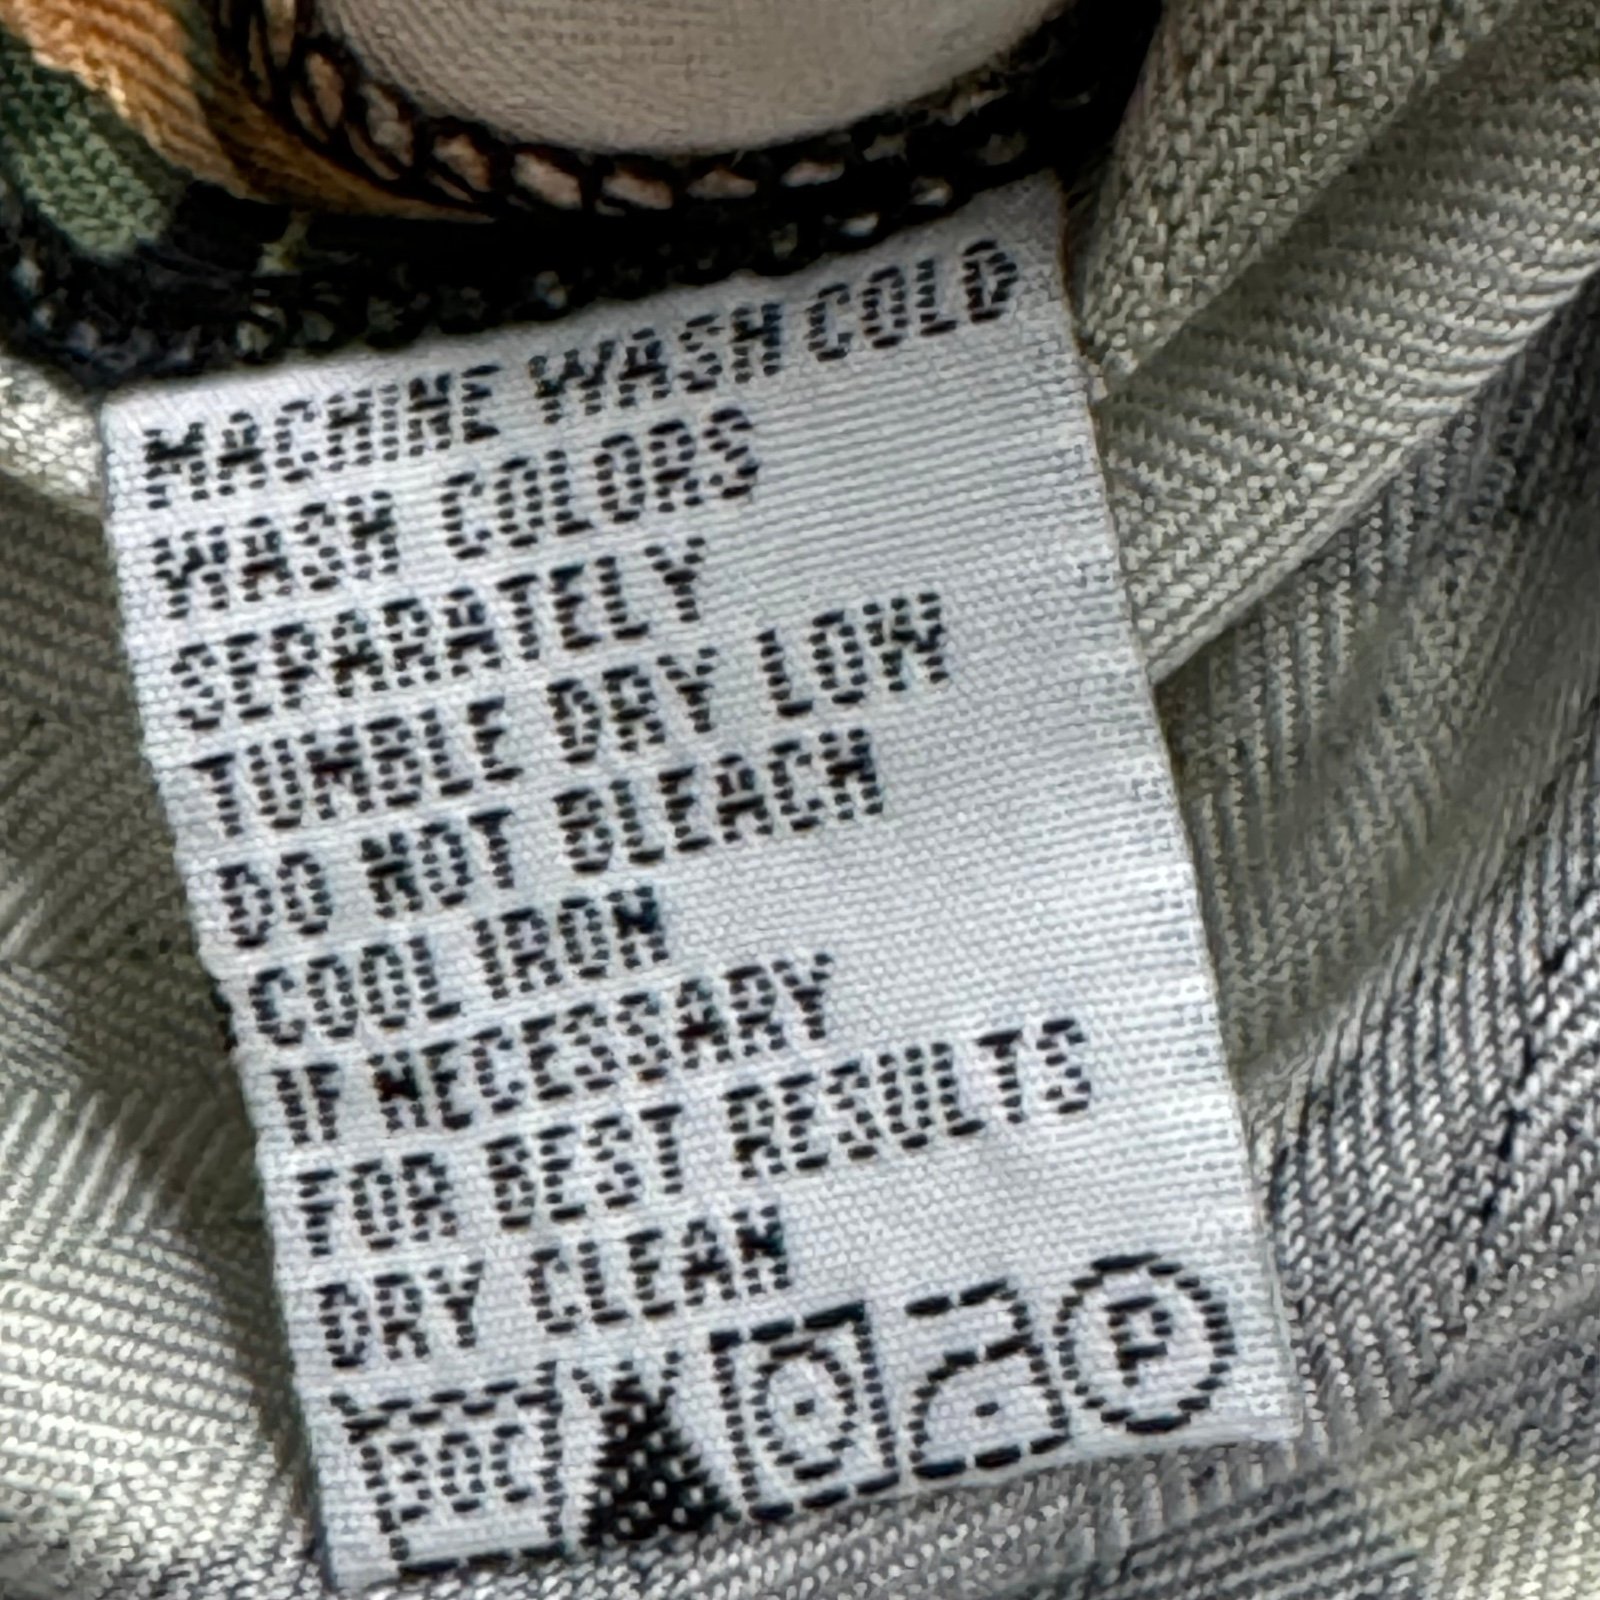 MACHINE WASH COLD
WASH COLORS
SEPARATELY
TUMBLE DRY LOW
DO NOT BLEACH
COOL IRON
IF NECESSARY
FOR BEST RESULTS
DRY CLEAN
30C P